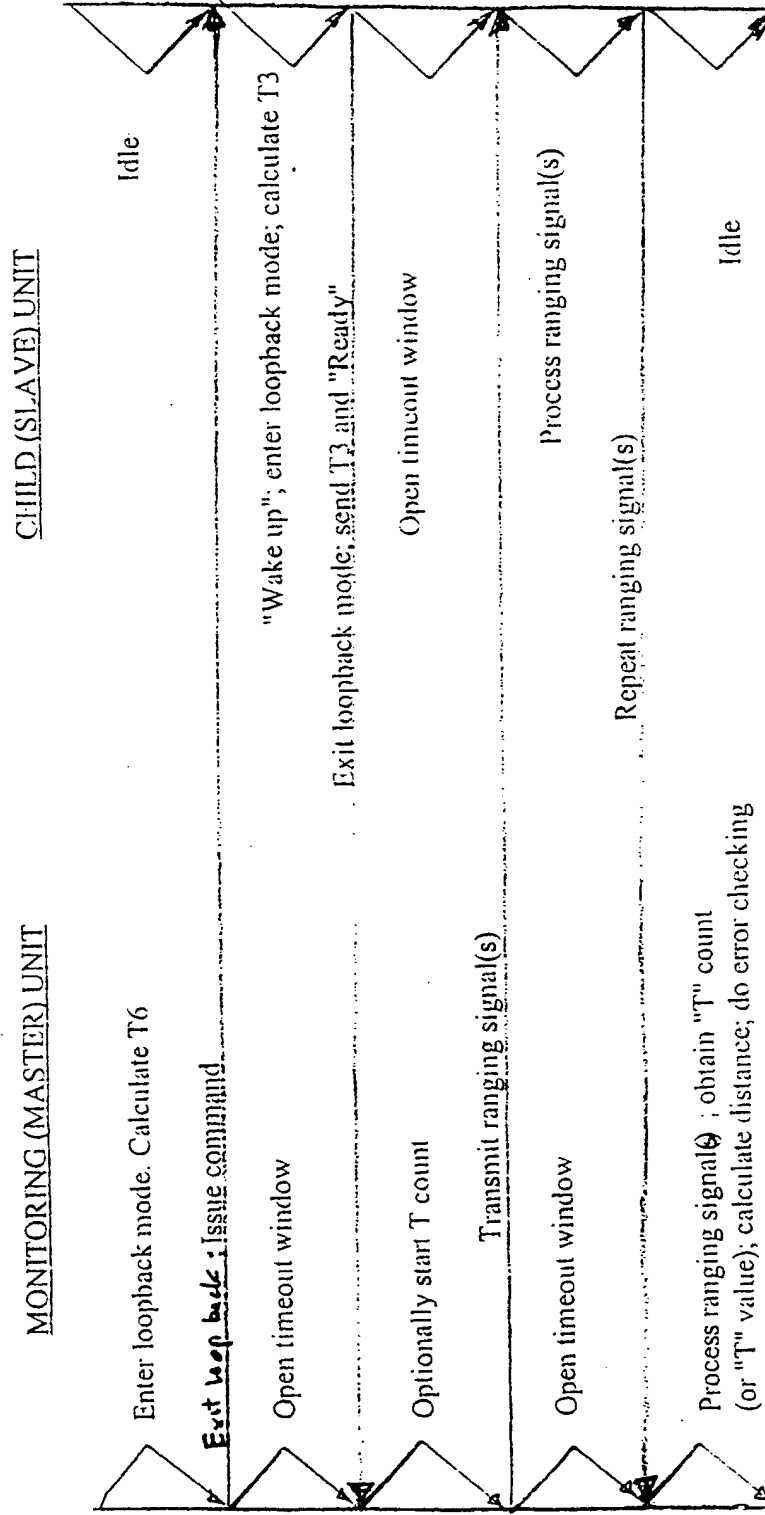 MONITORING (MASTER) UNIT
CHILD (SLAVE) UNIT
Enter loopback mode. Calculate T6
Idle
Exit loop back ; Issue command
Open timeout window
"Wake up"; enter loopback mode; calculate T3
Exit loopback mode; send T3 and "Ready"
Optionally start T count
Open timeout window
Transmit ranging signal(s)
Open timeout window
Process ranging signal(s)
Repeat ranging signal(s)
Process ranging signal(s) ; obtain "T" count
(or "T" value); calculate distance; do error checking
Idle